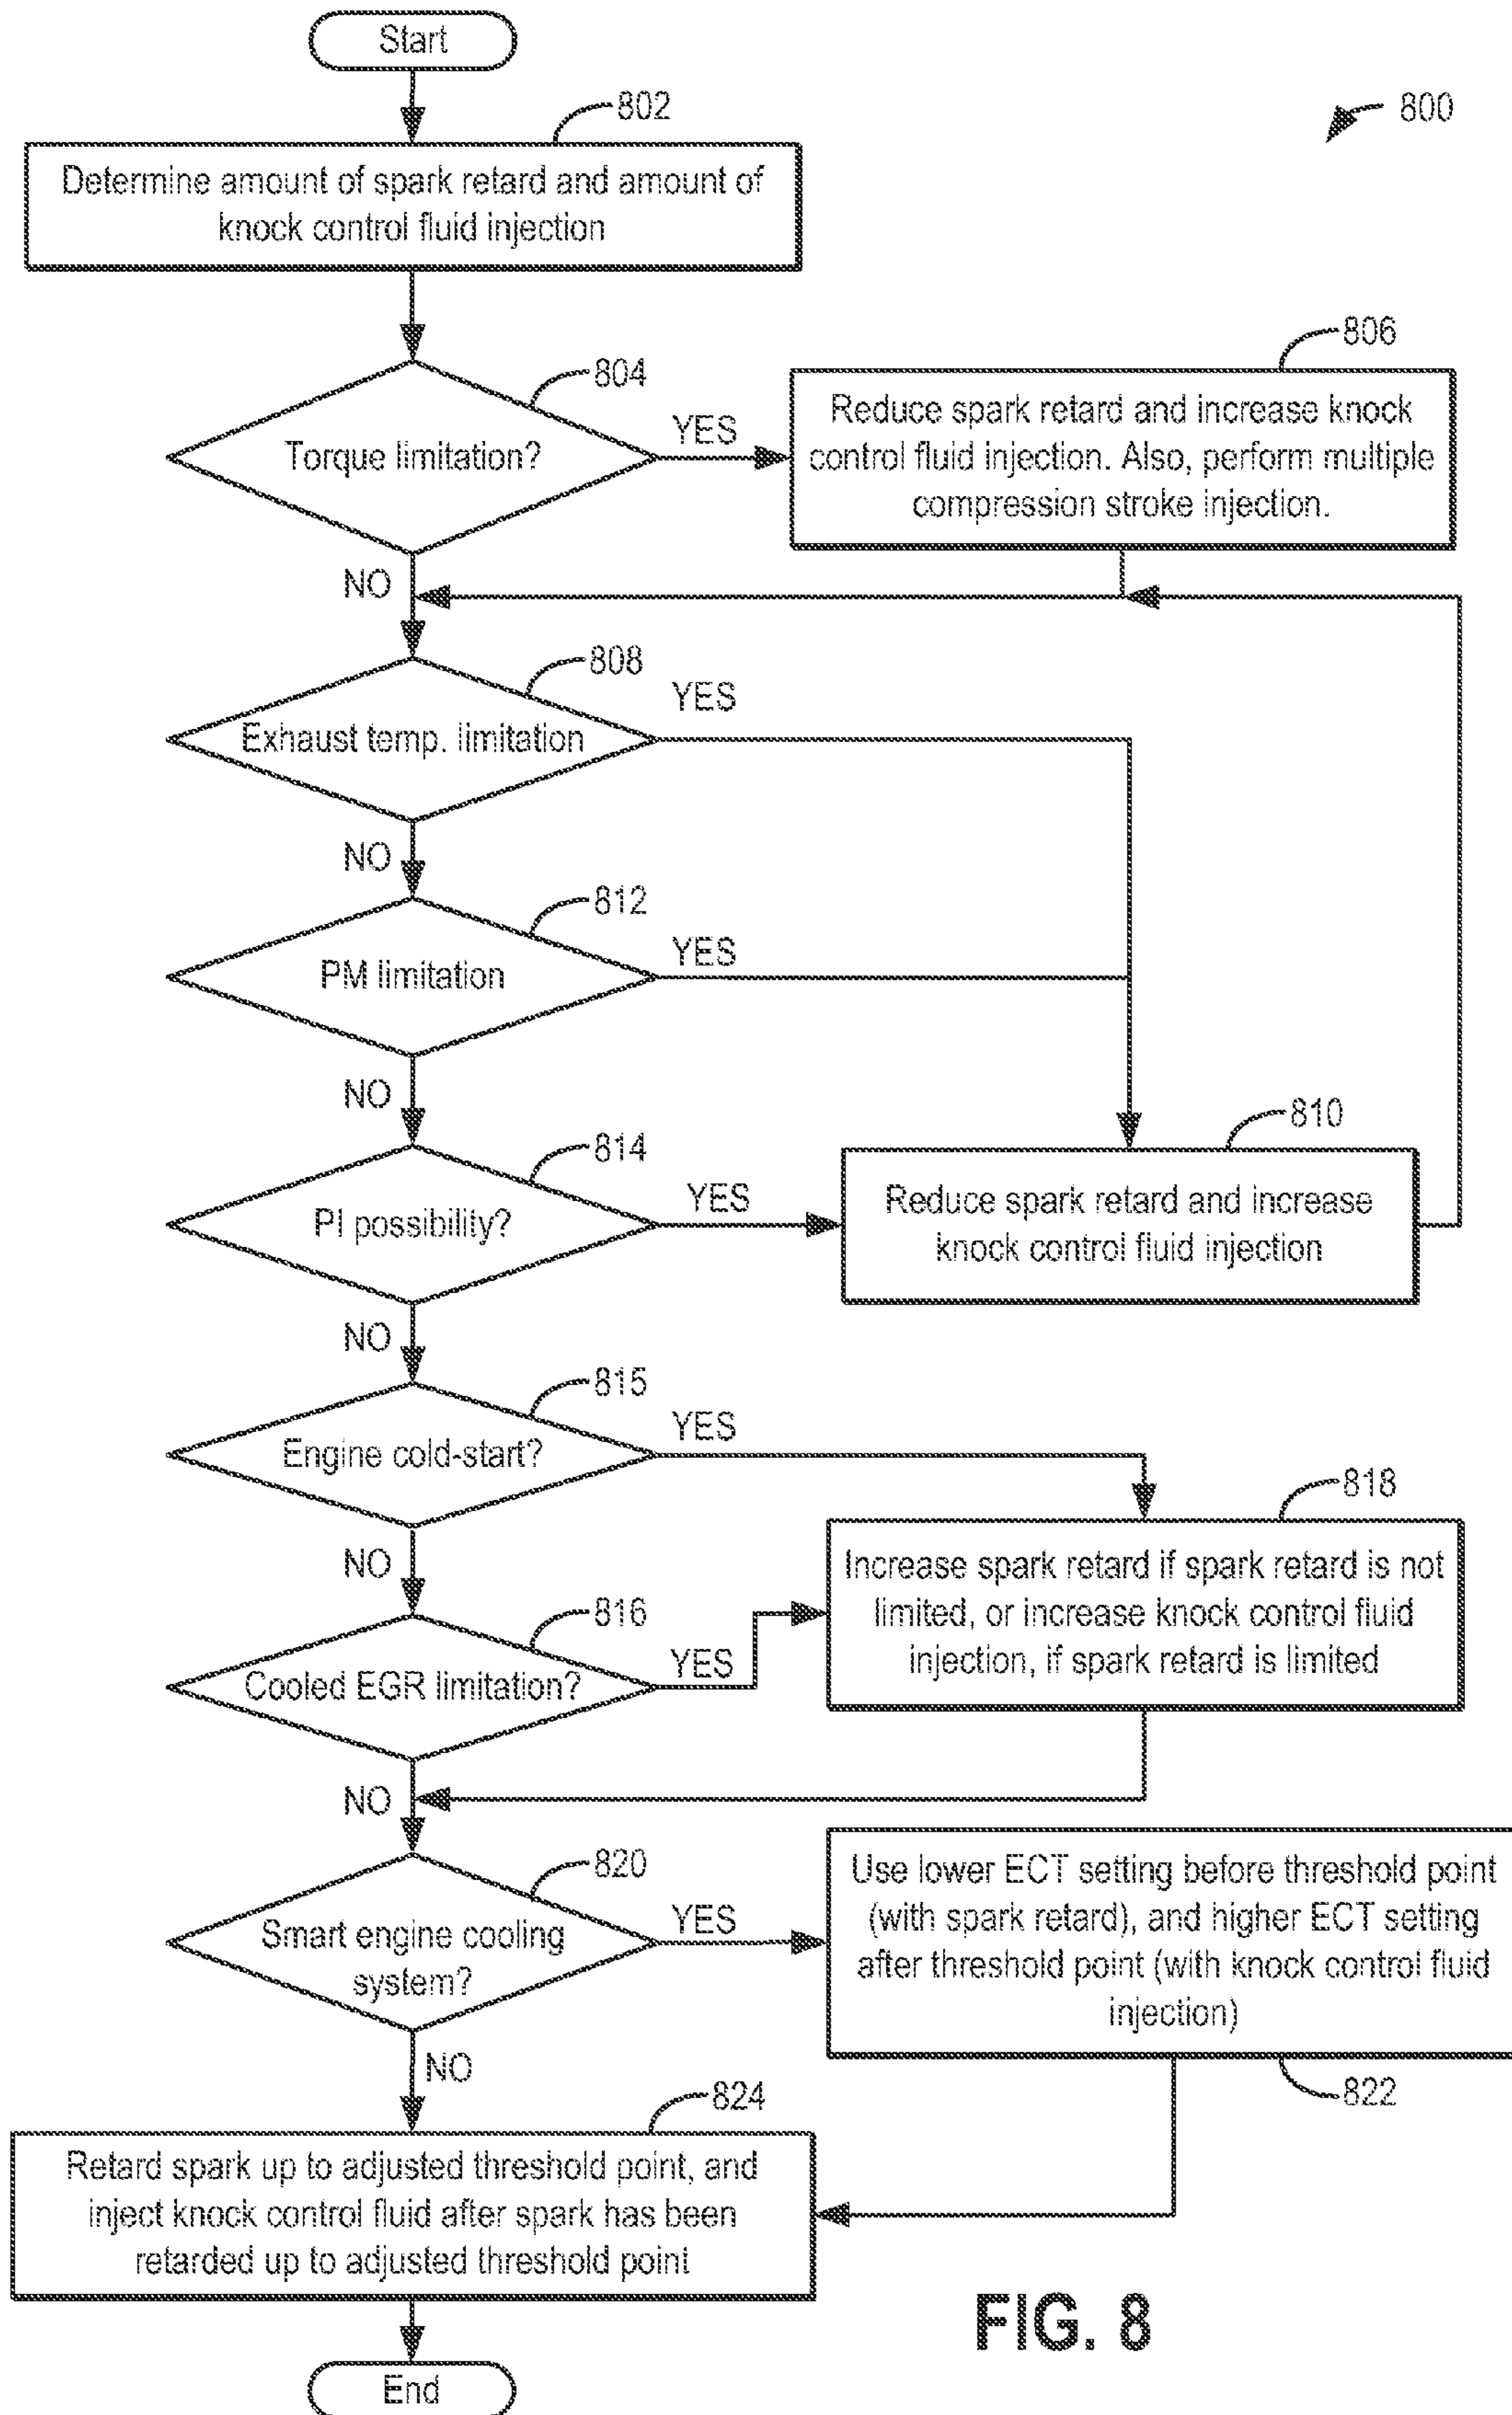 Start
800
802
Determine amount of spark retard and amount of
knock control fluid injection
804
Torque limitation?
YES
NO
806
Reduce spark retard and increase knock
control fluid injection. Also, perform multiple
compression stroke injection.
808
Exhaust temp. limitation
YES
NO
812
PM limitation
YES
NO
814
PI possibility?
YES
NO
810
Reduce spark retard and increase
knock control fluid injection
815
Engine cold-start?
YES
NO
818
Increase spark retard if spark retard is not
limited, or increase knock control fluid
injection, if spark retard is limited
816
Cooled EGR limitation?
YES
NO
820
Smart engine cooling
system?
YES
NO
Use lower ECT setting before threshold point
(with spark retard), and higher ECT setting
after threshold point (with knock control fluid
injection)
822
824
Retard spark up to adjusted threshold point, and
inject knock control fluid after spark has been
retarded up to adjusted threshold point
FIG. 8
End